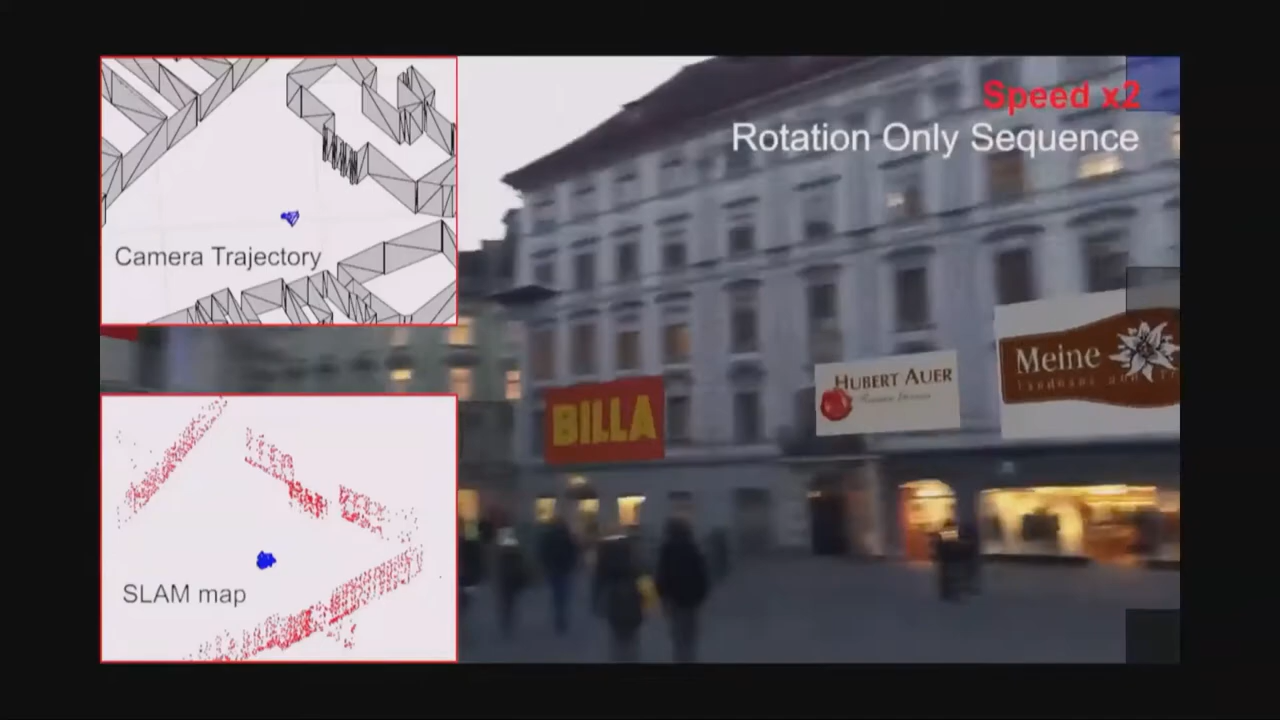 Speed x2
Rotation Only Sequence
Camera Trajectory
SLAM map
BILLA
HUBERT AUER
Meine